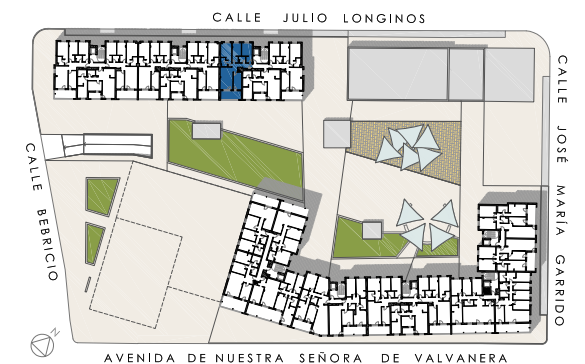 CALLE JULIO LONGINOS
CALLE JOSÉ MARÍA GARRIDO
CALLE BEBRICIO
N
AVENIDA DE NUESTRA SEÑORA DE VALVANERA